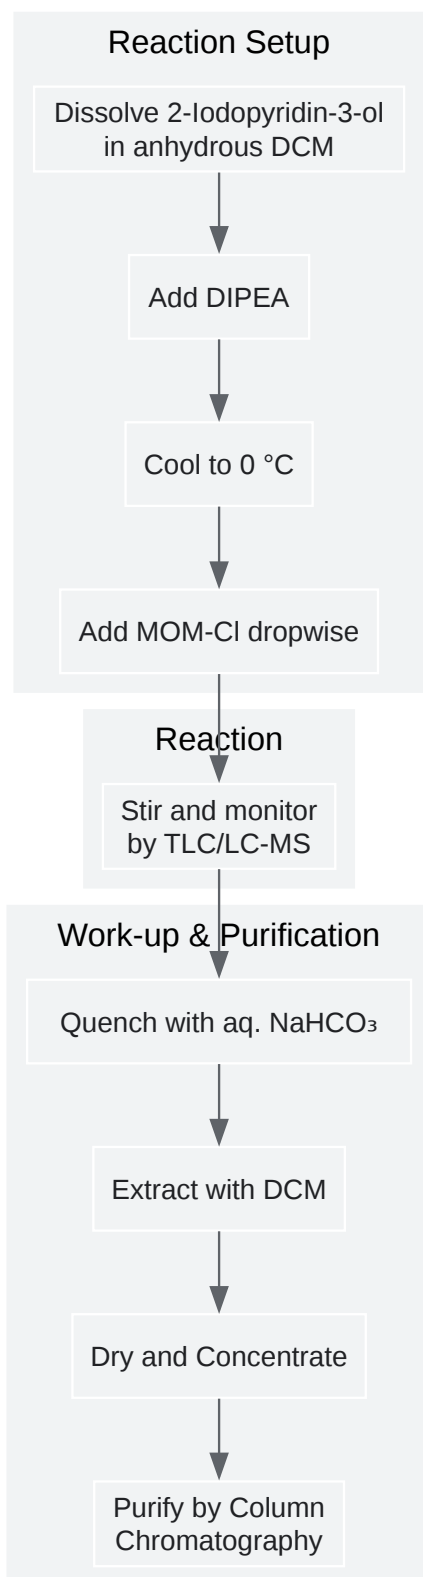 Reaction Setup
Dissolve 2-Iodopyridin-3-ol
in anhydrous DCM
Add DIPEA
Cool to 0 °C
Add MOM-Cl dropwise
Reaction
Stir and monitor
by TLC/LC-MS
Work-up & Purification
Quench with aq. NaHCO₃
Extract with DCM
Dry and Concentrate
Purify by Column
Chromatography